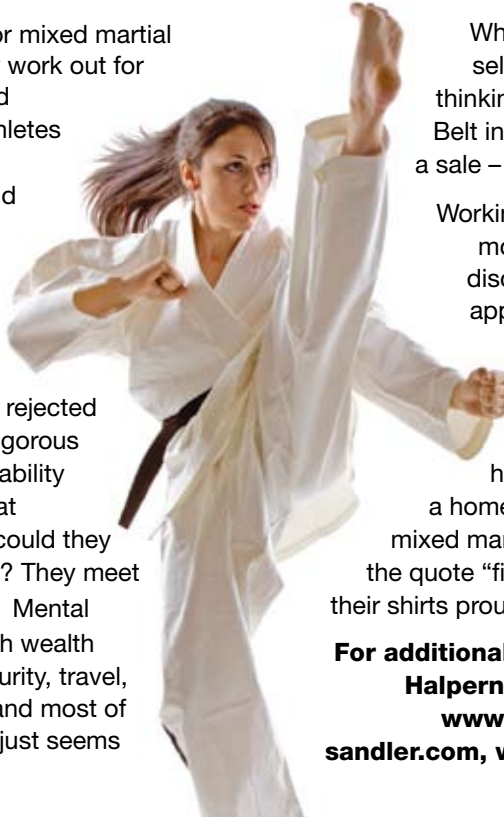 or mixed martial
work out for
d
hletes
d
rejected
gorous
ability
at
could they
? They meet
Mental
h wealth
urity, travel,
and most of
just seems
Wh
sel
thinkin
Belt in
a sale –
Workin
mo
disc
app
h
a home
mixed mar
the quote “fi
their shirts prou
For additional
Halpern
www
sandler.com, v